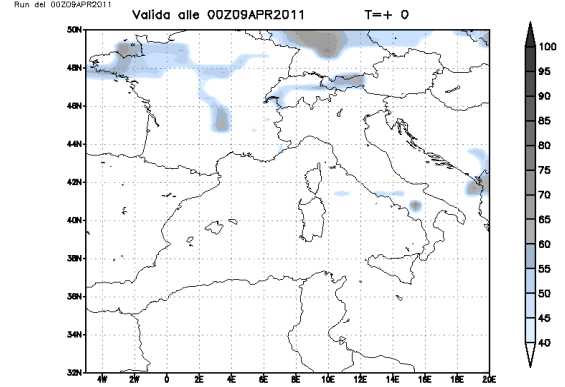 Run del 00Z09APR2011
Valida alle 00Z09APR2011 T=+ 0
50N
48N
46N
44N
42N
40N
38N
36N
34N
32N
4W 2W 0 2E 4E 6E 8E 10E 12E 14E 16E 18E 20E
100
95
90
85
80
75
70
65
60
55
50
45
40